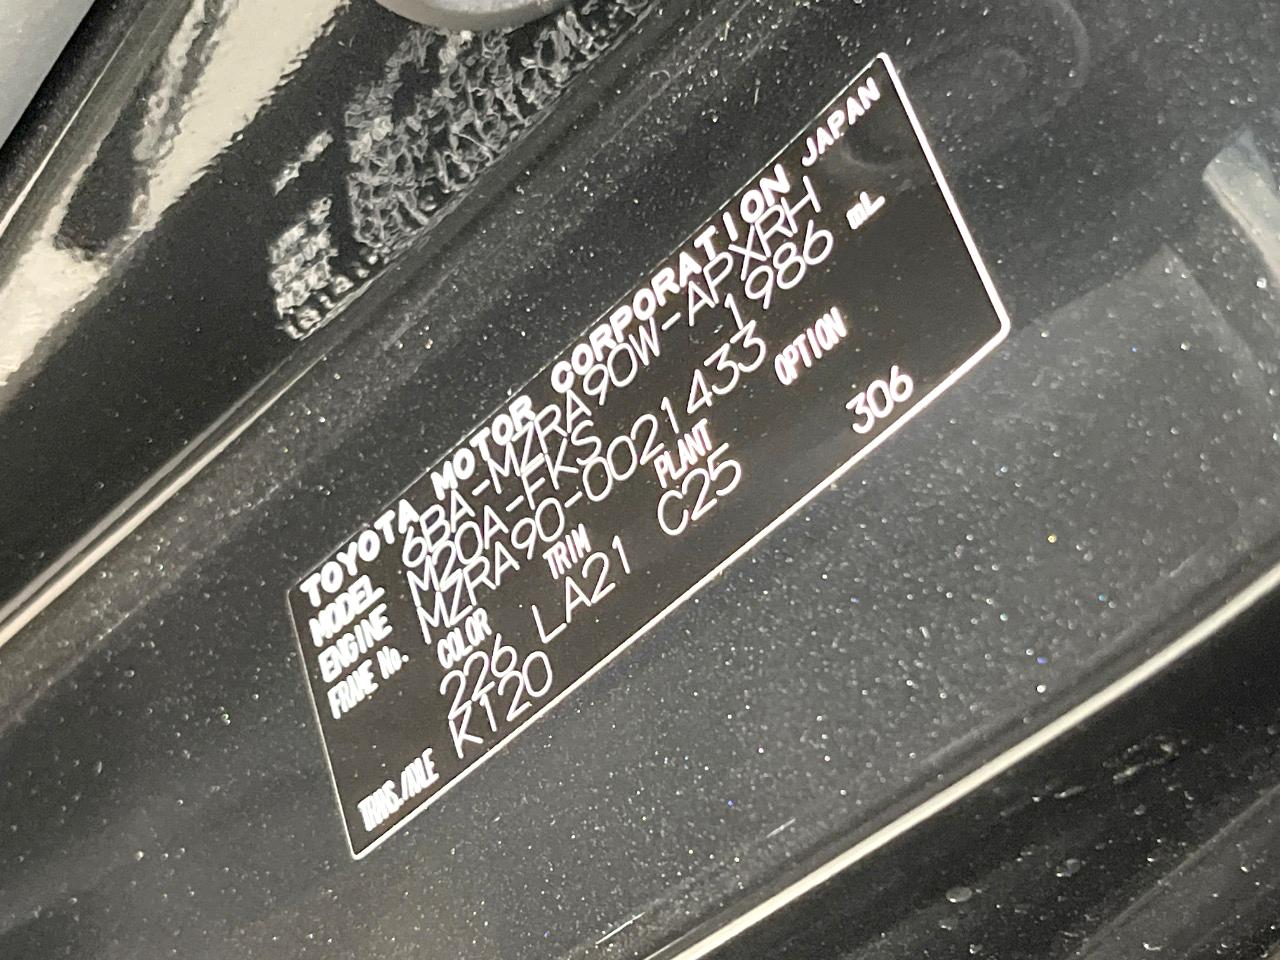 TOYOTA MOTOR CORPORATION JAPAN
MODEL 6BA-MZRA90W-APXRH
ENGINE M20A-FKS 1986 mL
FRAME No. MZRA90-0021433
COLOR TRIM PLANT OPTION
226 LA21 C25 306
TRANS./AXLE K120